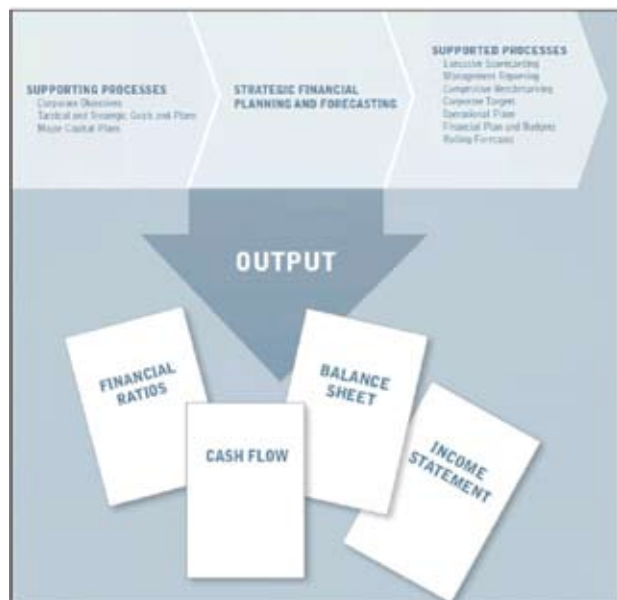 SUPPORTING PROCESSES
Corporate Objectives
Tactical and Strategic Goals and Plans
Major Capital Plans
STRATEGIC FINANCIAL
PLANNING AND FORECASTING
SUPPORTED PROCESSES
Executive Scorecarding
Management Reporting
Competitive Benchmarking
Corporate Targets
Operational Plans
Financial Plan and Budgets
Rolling Forecasts
OUTPUT
FINANCIAL
RATIOS
CASH FLOW
BALANCE
SHEET
INCOME
STATEMENT